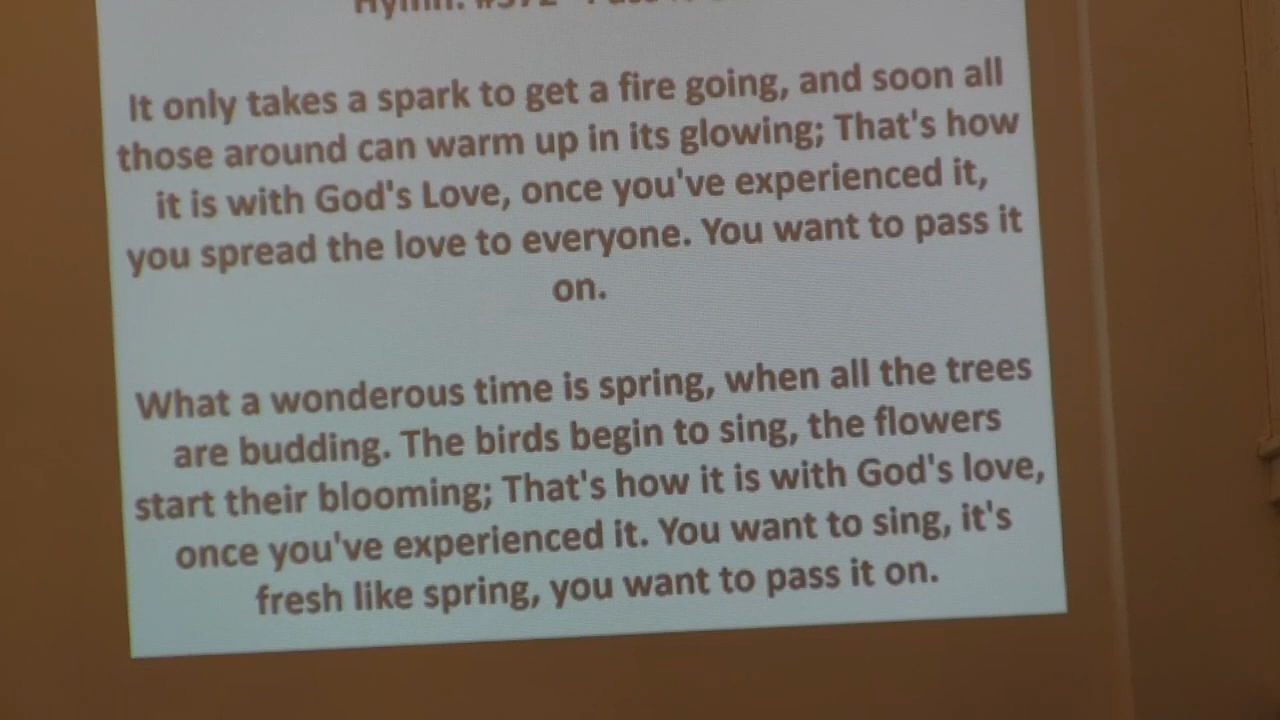 Hymn: #572 Pass It
It only takes a spark to get a fire going, and soon all
those around can warm up in its glowing; That's how
it is with God's Love, once you've experienced it,
you spread the love to everyone. You want to pass it
on.
What a wonderous time is spring, when all the trees
are budding. The birds begin to sing, the flowers
start their blooming; That's how it is with God's love,
once you've experienced it. You want to sing, it's
fresh like spring, you want to pass it on.